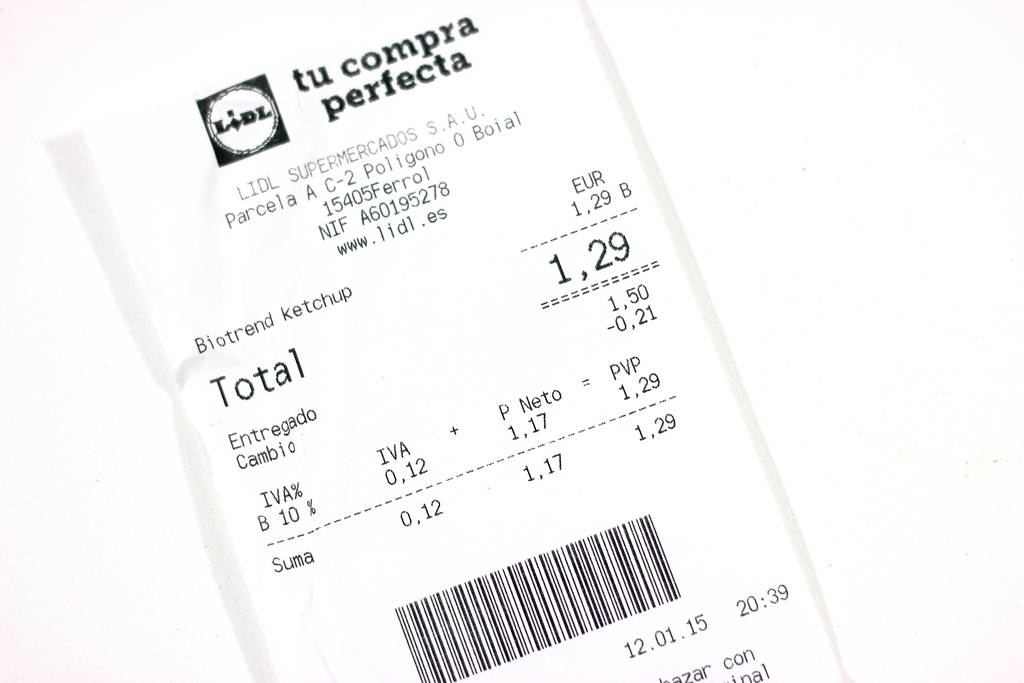 LIDL
tu compra
perfecta
LIDL SUPERMERCADOS S.A.U.
Parcela A C-2 Poligono O Boial
15405Ferrol
NIF A60195278
www.lidl.es
EUR
Biotrend ketchup 1,29 B
Total 1,29
Entregado 1,50
Cambio -0,21
IVA% IVA + P Neto = PVP
B 10 % 0,12 1,17 1,29
Suma 0,12 1,17 1,29
12.01.15 20:39
con